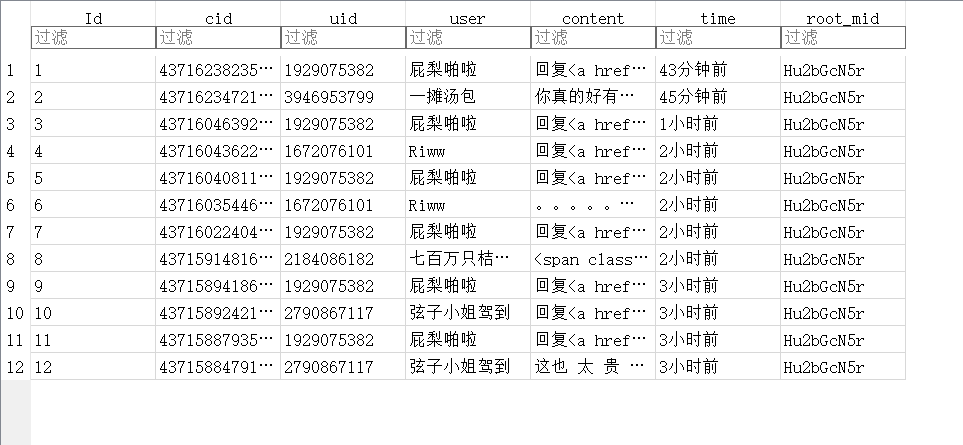 Id cid uid user content time root_mid
过滤 过滤 过滤 过滤 过滤 过滤 过滤
1 1 43716238235… 1929075382 屁梨啪啦 回复<a href… 43分钟前 Hu2bGcN5r
2 2 43716234721… 3946953799 一摊汤包 你真的好有… 45分钟前 Hu2bGcN5r
3 3 43716046392… 1929075382 屁梨啪啦 回复<a href… 1小时前 Hu2bGcN5r
4 4 43716043622… 1672076101 Riww 回复<a href… 2小时前 Hu2bGcN5r
5 5 43716040811… 1929075382 屁梨啪啦 回复<a href… 2小时前 Hu2bGcN5r
6 6 43716035446… 1672076101 Riww 。。。。。… 2小时前 Hu2bGcN5r
7 7 43716022404… 1929075382 屁梨啪啦 回复<a href… 2小时前 Hu2bGcN5r
8 8 43715914816… 2184086182 七百万只桔… <span class… 2小时前 Hu2bGcN5r
9 9 43715894186… 1929075382 屁梨啪啦 回复<a href… 3小时前 Hu2bGcN5r
10 10 43715892421… 2790867117 弦子小姐驾到 回复<a href… 3小时前 Hu2bGcN5r
11 11 43715887935… 1929075382 屁梨啪啦 回复<a href… 3小时前 Hu2bGcN5r
12 12 43715884791… 2790867117 弦子小姐驾到 这也 太 贵 … 3小时前 Hu2bGcN5r